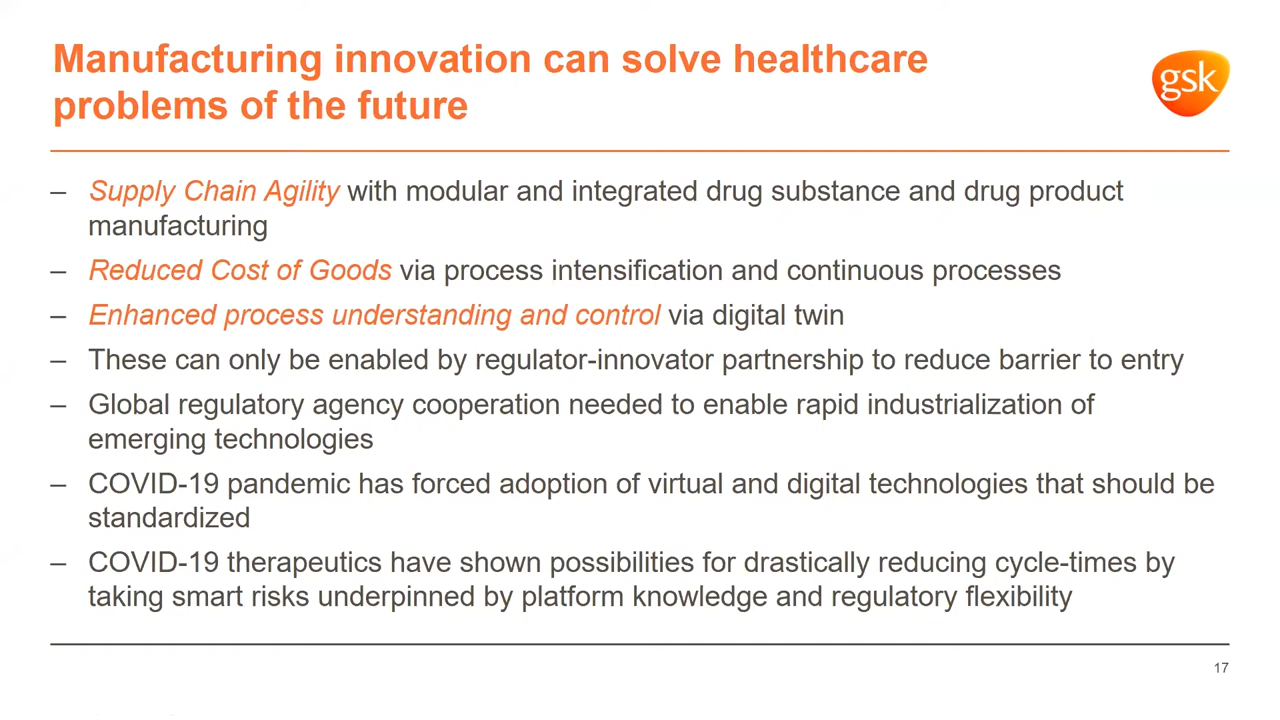 Manufacturing innovation can solve healthcare
problems of the future
gsk
– Supply Chain Agility with modular and integrated drug substance and drug product
manufacturing
– Reduced Cost of Goods via process intensification and continuous processes
– Enhanced process understanding and control via digital twin
– These can only be enabled by regulator-innovator partnership to reduce barrier to entry
– Global regulatory agency cooperation needed to enable rapid industrialization of
emerging technologies
– COVID-19 pandemic has forced adoption of virtual and digital technologies that should be
standardized
– COVID-19 therapeutics have shown possibilities for drastically reducing cycle-times by
taking smart risks underpinned by platform knowledge and regulatory flexibility
17